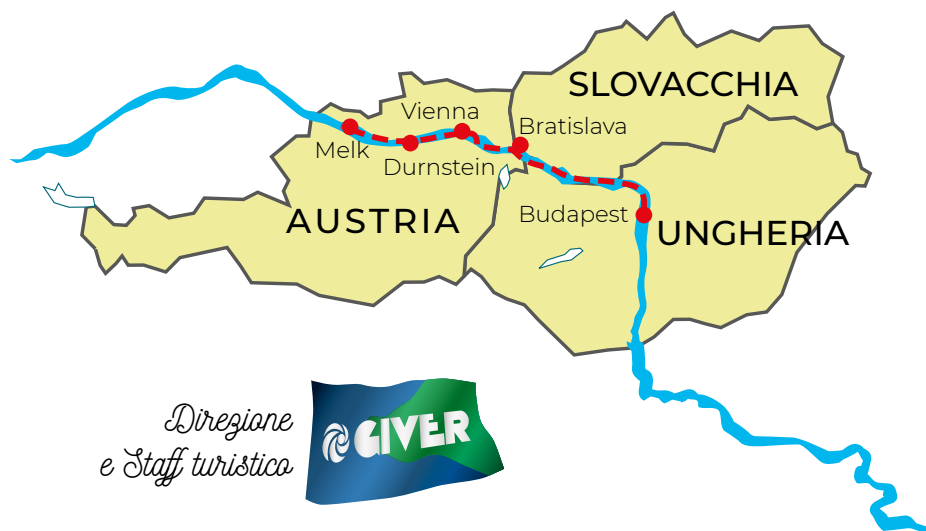 SLOVACCHIA
Vienna
Bratislava
Melk
Durnstein
Budapest
AUSTRIA
UNGHERIA
Direzione
e Staff turistico
GIVER